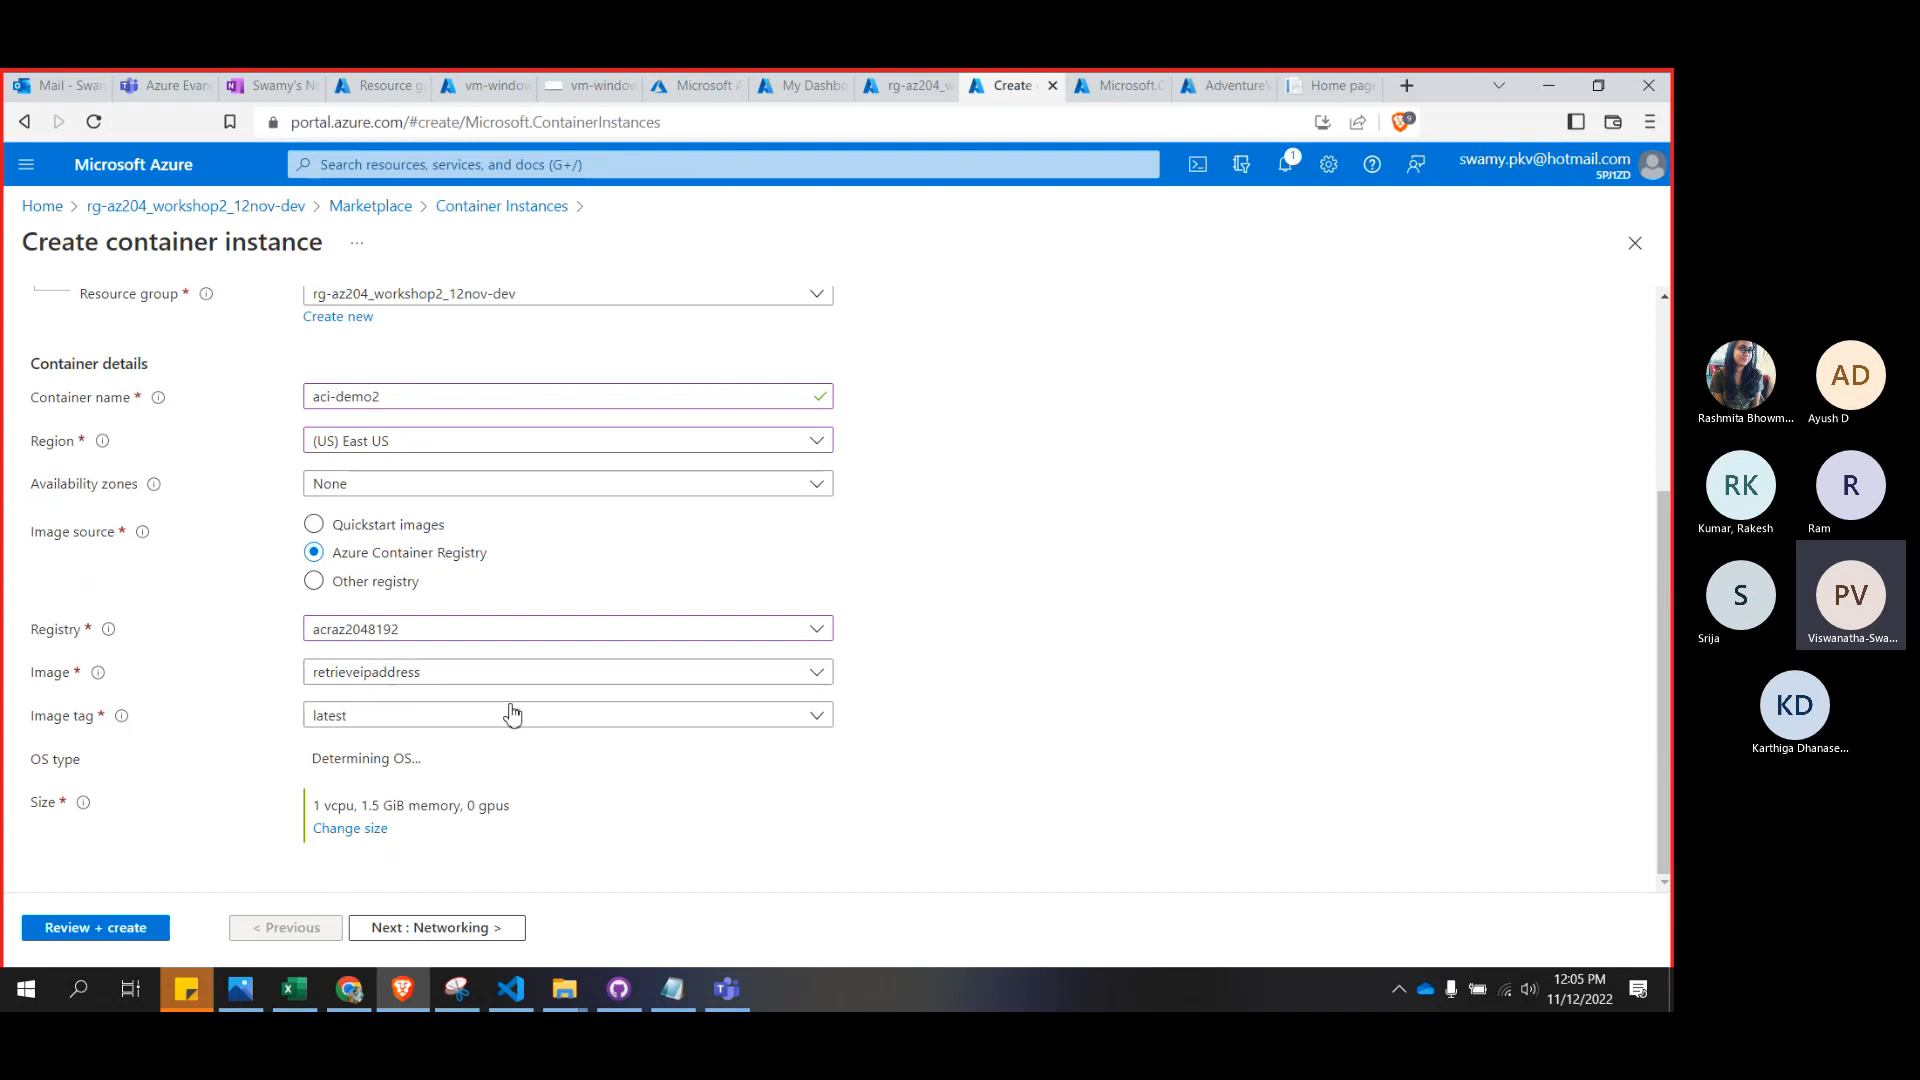 Mail - Swan
Azure Evan
Swamy's N
Resource g
vm-window
vm-window
Microsoft A
My Dashbo
rg-az204_w
Create
Microsoft.C
AdventureW
Home page
portal.azure.com/#create/Microsoft.ContainerInstances
9
Microsoft Azure
Search resources, services, and docs (G+/)
1
swamy.pkv@hotmail.com
5PJ1ZD
Home > rg-az204_workshop2_12nov-dev > Marketplace > Container Instances >
Create container instance ...
Resource group *
rg-az204_workshop2_12nov-dev
Create new
Container details
Container name *
aci-demo2
Region *
(US) East US
Availability zones
None
Image source *
Quickstart images
Azure Container Registry
Other registry
Registry *
acraz2048192
Image *
retrieveipaddress
Image tag *
latest
OS type
Determining OS...
Size *
1 vcpu, 1.5 GiB memory, 0 gpus
Change size
Review + create
< Previous
Next : Networking >
12:05 PM
11/12/2022
Rashmita Bhowm...
AD
Ayush D
RK
Kumar, Rakesh
R
Ram
S
Srija
PV
Viswanatha-Swa...
KD
Karthiga Dhanase...